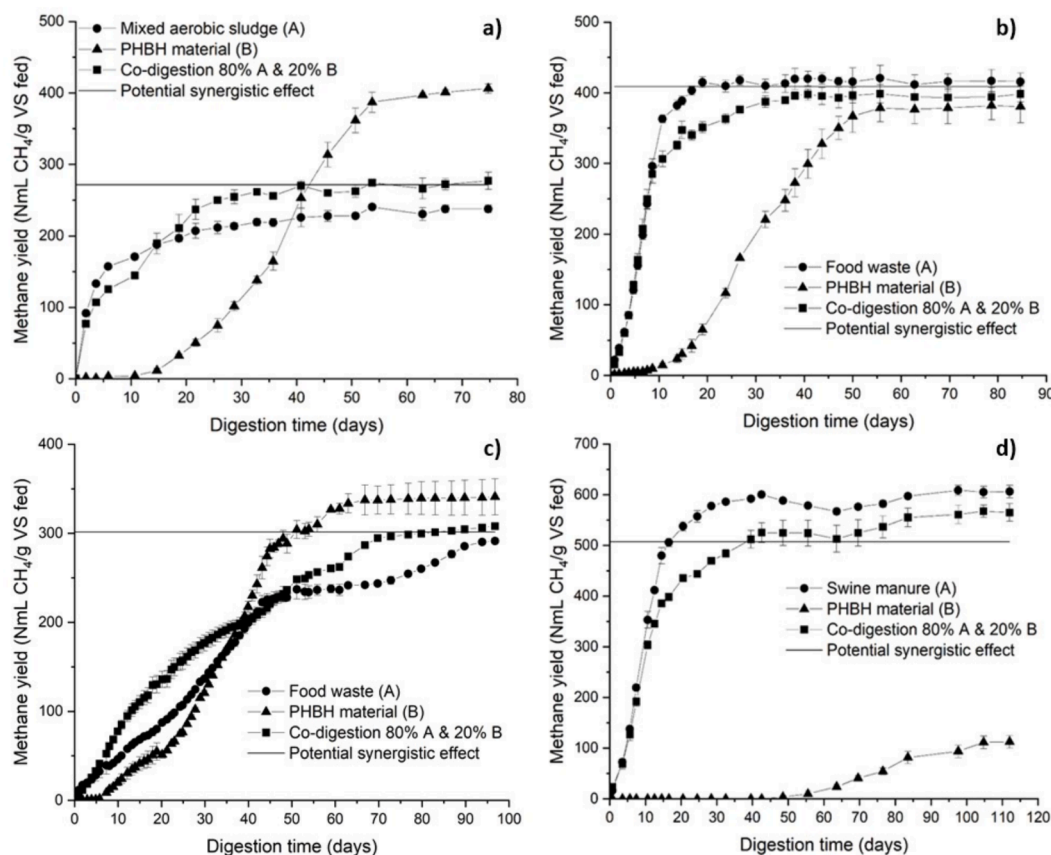 a)
500
400
300
200
100
0
Methane yield (NmL CH₄/g VS fed)
Mixed aerobic sludge (A)
PHBH material (B)
Co-digestion 80% A & 20% B
Potential synergistic effect
0 10 20 30 40 50 60 70 80
Digestion time (days)
b)
500
400
300
200
100
0
Methane yield (NmL CH₄/g VS fed)
Food waste (A)
PHBH material (B)
Co-digestion 80% A & 20% B
Potential synergistic effect
0 10 20 30 40 50 60 70 80 90
Digestion time (days)
c)
400
300
200
100
0
Methane yield (NmL CH₄/g VS fed)
Food waste (A)
PHBH material (B)
Co-digestion 80% A & 20% B
Potential synergistic effect
0 10 20 30 40 50 60 70 80 90 100
Digestion time (days)
d)
700
600
500
400
300
200
100
0
Methane yield (NmL CH₄/g VS fed)
Swine manure (A)
PHBH material (B)
Co-digestion 80% A & 20% B
Potential synergistic effect
0 10 20 30 40 50 60 70 80 90 100 110 120
Digestion time (days)